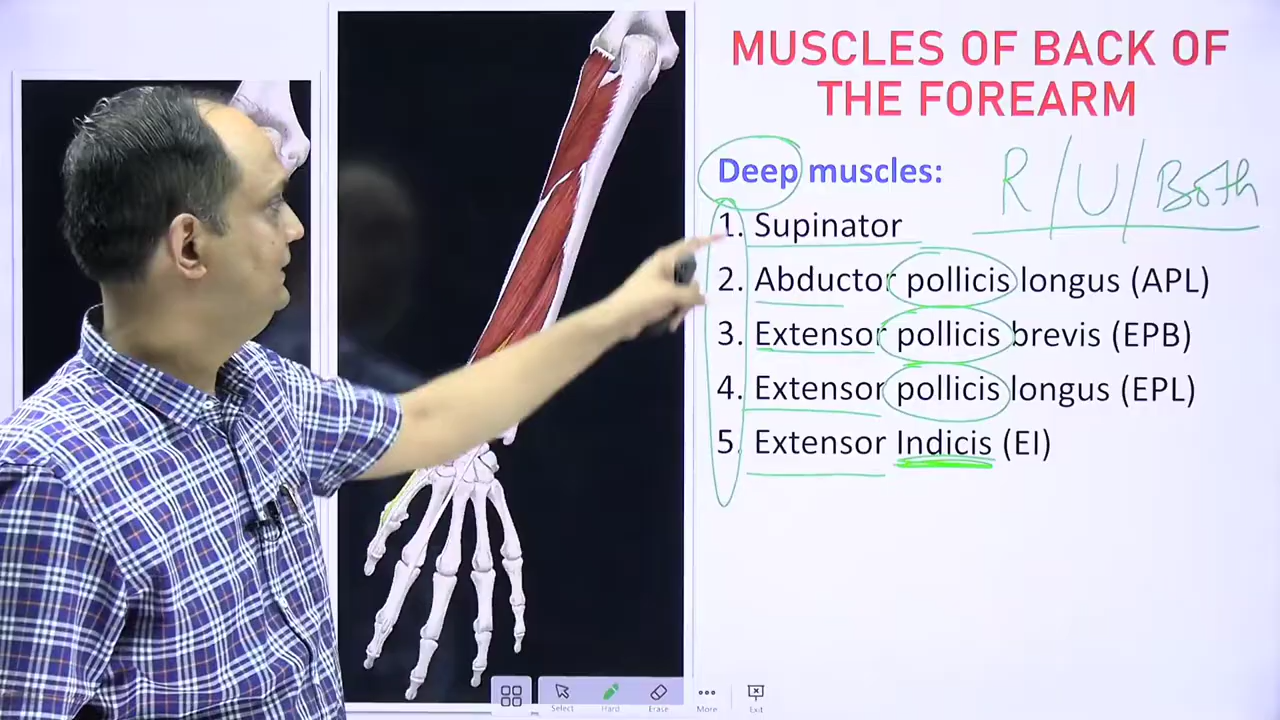 MUSCLES OF BACK OF
THE FOREARM
Deep muscles:
R/U/Both
1. Supinator
2. Abductor pollicis longus (APL)
3. Extensor pollicis brevis (EPB)
4. Extensor pollicis longus (EPL)
5. Extensor Indicis (EI)
Select
Hard
Erase
More
Exit